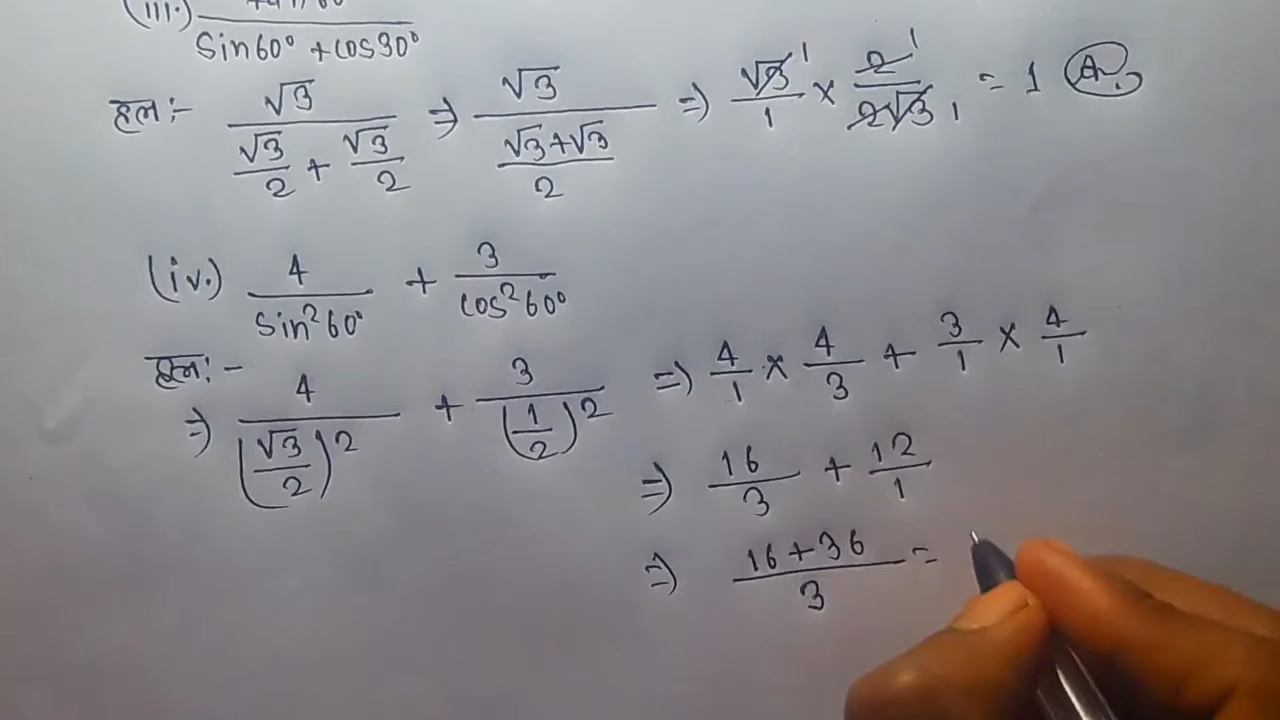 (iii.) tan60°
Sin60° + Cos30°
हल:- √3 / (√3/2 + √3/2) ⇒ √3 / ((√3+√3)/2) ⇒ √3/1 × 2/2√3 = 1 A.
(iv.) 4/Sin²60° + 3/Cos²60°
हल:-
⇒ 4/(√3/2)² + 3/(1/2)² ⇒ 4/1 × 4/3 + 3/1 × 4/1
⇒ 16/3 + 12/1
⇒ (16+36)/3 =